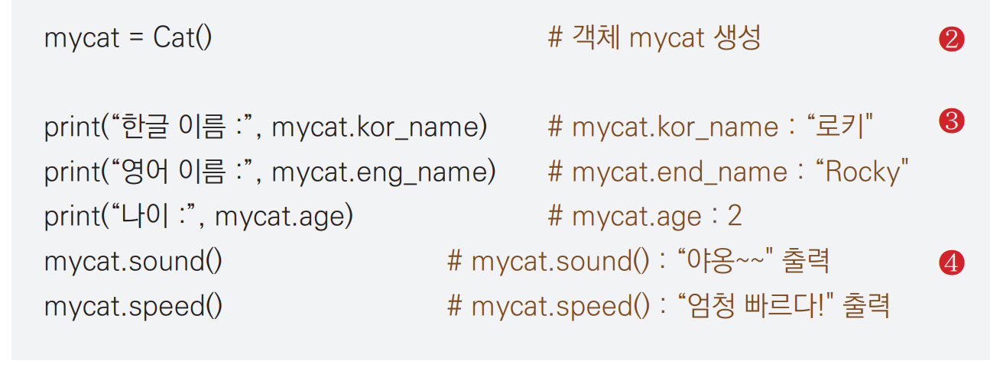 mycat = Cat() # 객체 mycat 생성 ❷
print(“한글 이름 :”, mycat.kor_name) # mycat.kor_name : “로키" ❸
print(“영어 이름 :”, mycat.eng_name) # mycat.end_name : “Rocky"
print(“나이 :”, mycat.age) # mycat.age : 2
mycat.sound() # mycat.sound() : “야옹~~" 출력 ❹
mycat.speed() # mycat.speed() : “엄청 빠르다!" 출력